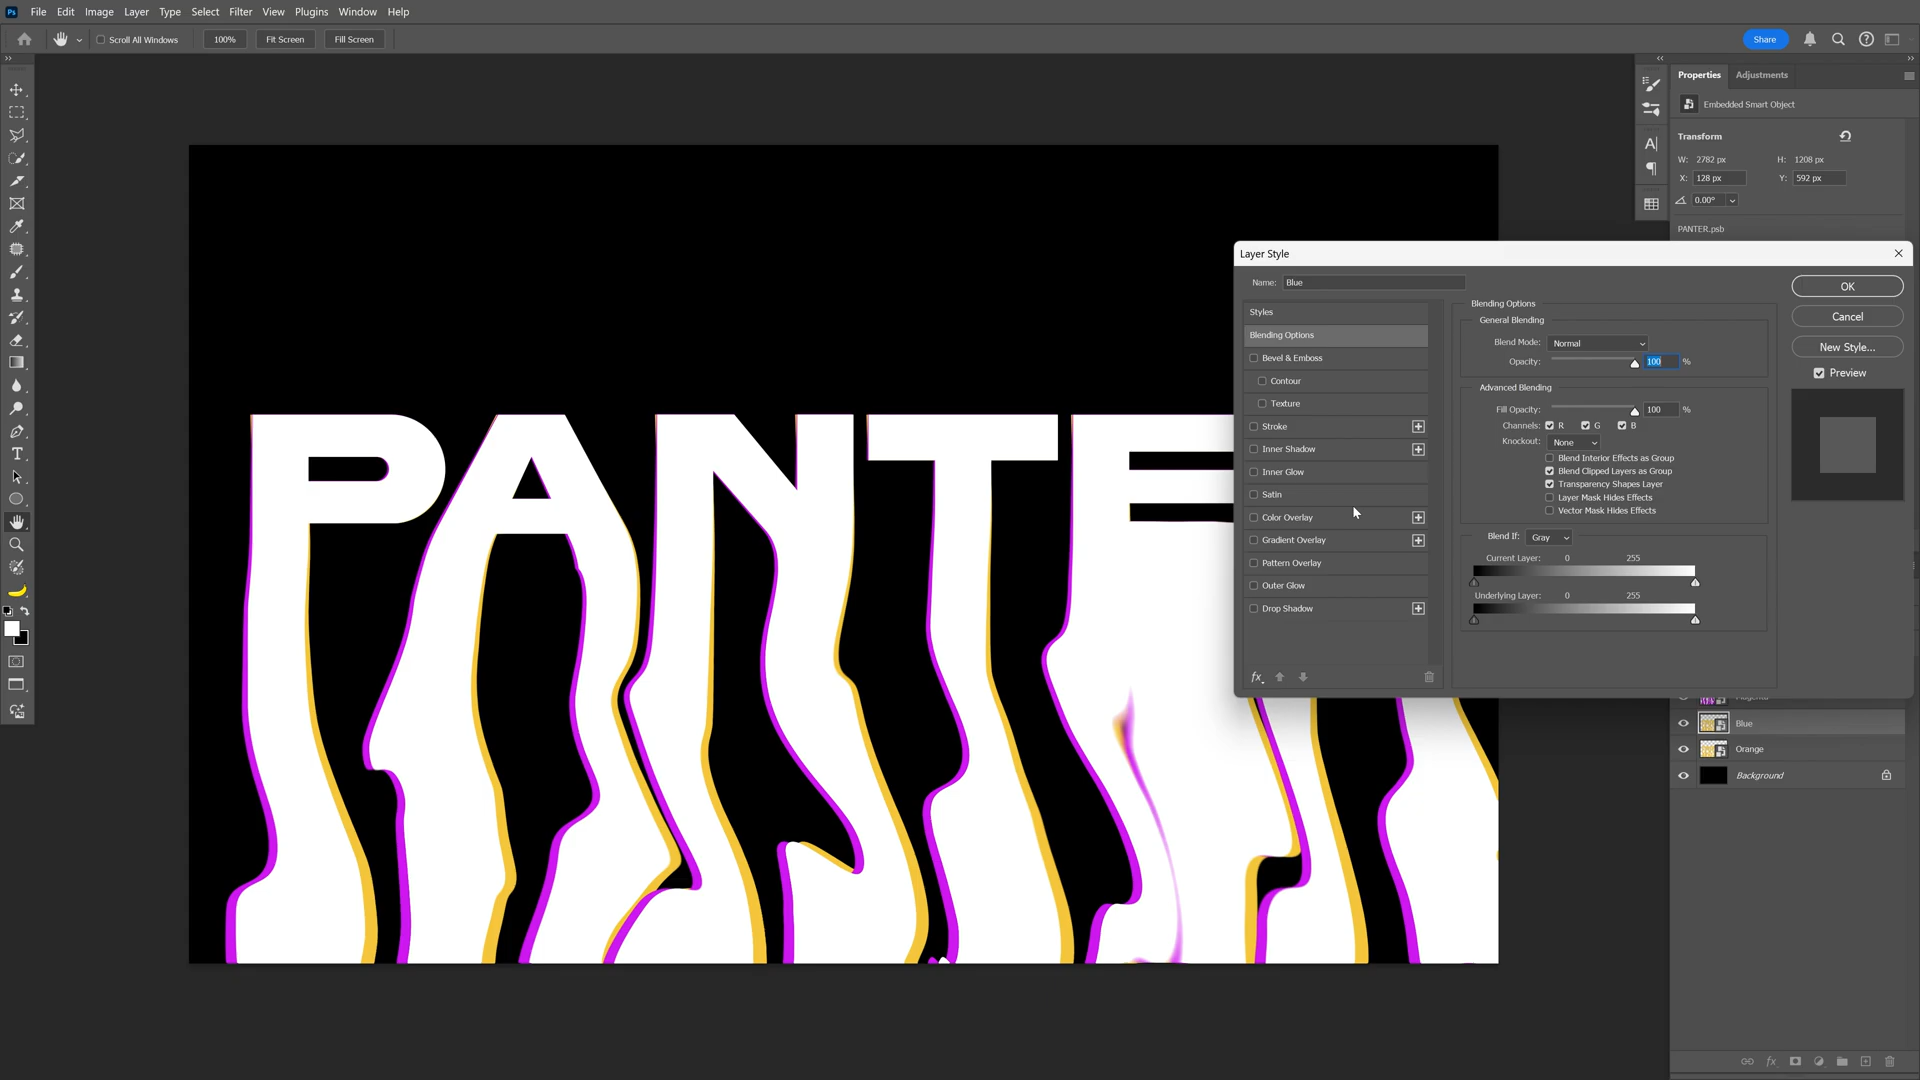 Ps File Edit Image Layer Type Select Filter View Plugins Window Help
Scroll All Windows 100% Fit Screen Fill Screen Share
Properties Adjustments
Embedded Smart Object
Transform
W: 2782 px H: 1208 px
X: 128 px Y: 592 px
0.00°
PANTER.psb
PANTE
Layer Style
Name: Blue
Styles
Blending Options
Bevel & Emboss
Contour
Texture
Stroke
Inner Shadow
Inner Glow
Satin
Color Overlay
Gradient Overlay
Pattern Overlay
Outer Glow
Drop Shadow
fx
Blending Options
General Blending
Blend Mode: Normal
Opacity: 100 %
Advanced Blending
Fill Opacity: 100 %
Channels: R G B
Knockout: None
Blend Interior Effects as Group
Blend Clipped Layers as Group
Transparency Shapes Layer
Layer Mask Hides Effects
Vector Mask Hides Effects
Blend If: Gray
Current Layer: 0 255
Underlying Layer: 0 255
OK
Cancel
New Style...
Preview
Blue
Orange
Background
fx